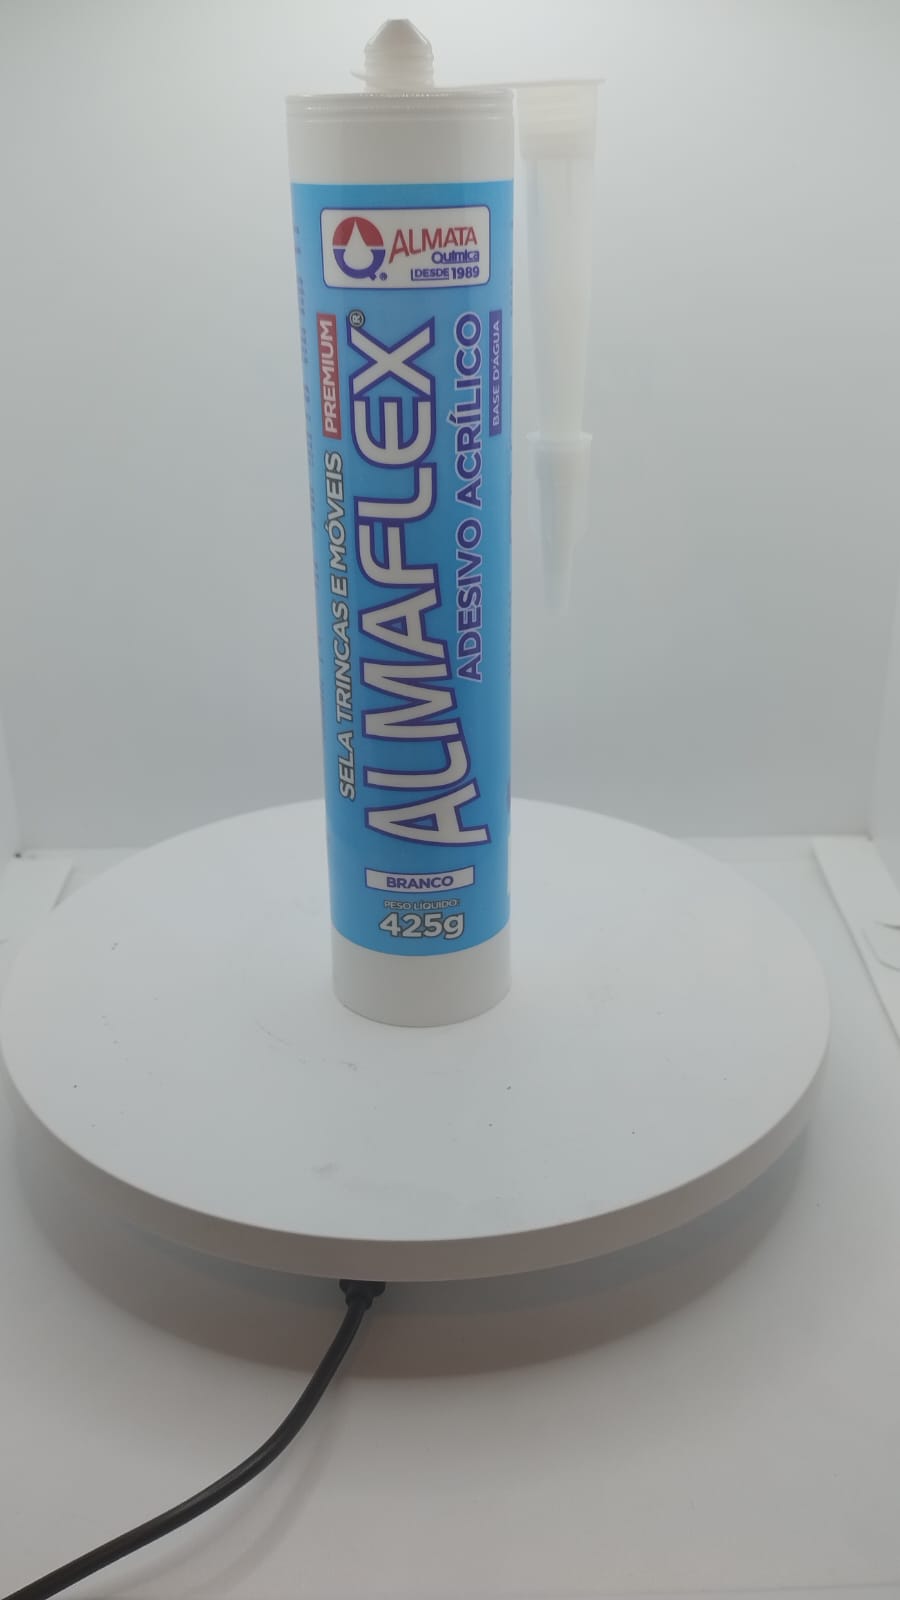 ALMATA
Química
DESDE 1989
SELA TRINCAS E MÓVEIS PREMIUM
ALMAFLEX®
ADESIVO ACRÍLICO
BASE D'ÁGUA
BRANCO
PESO LÍQUIDO:
425g